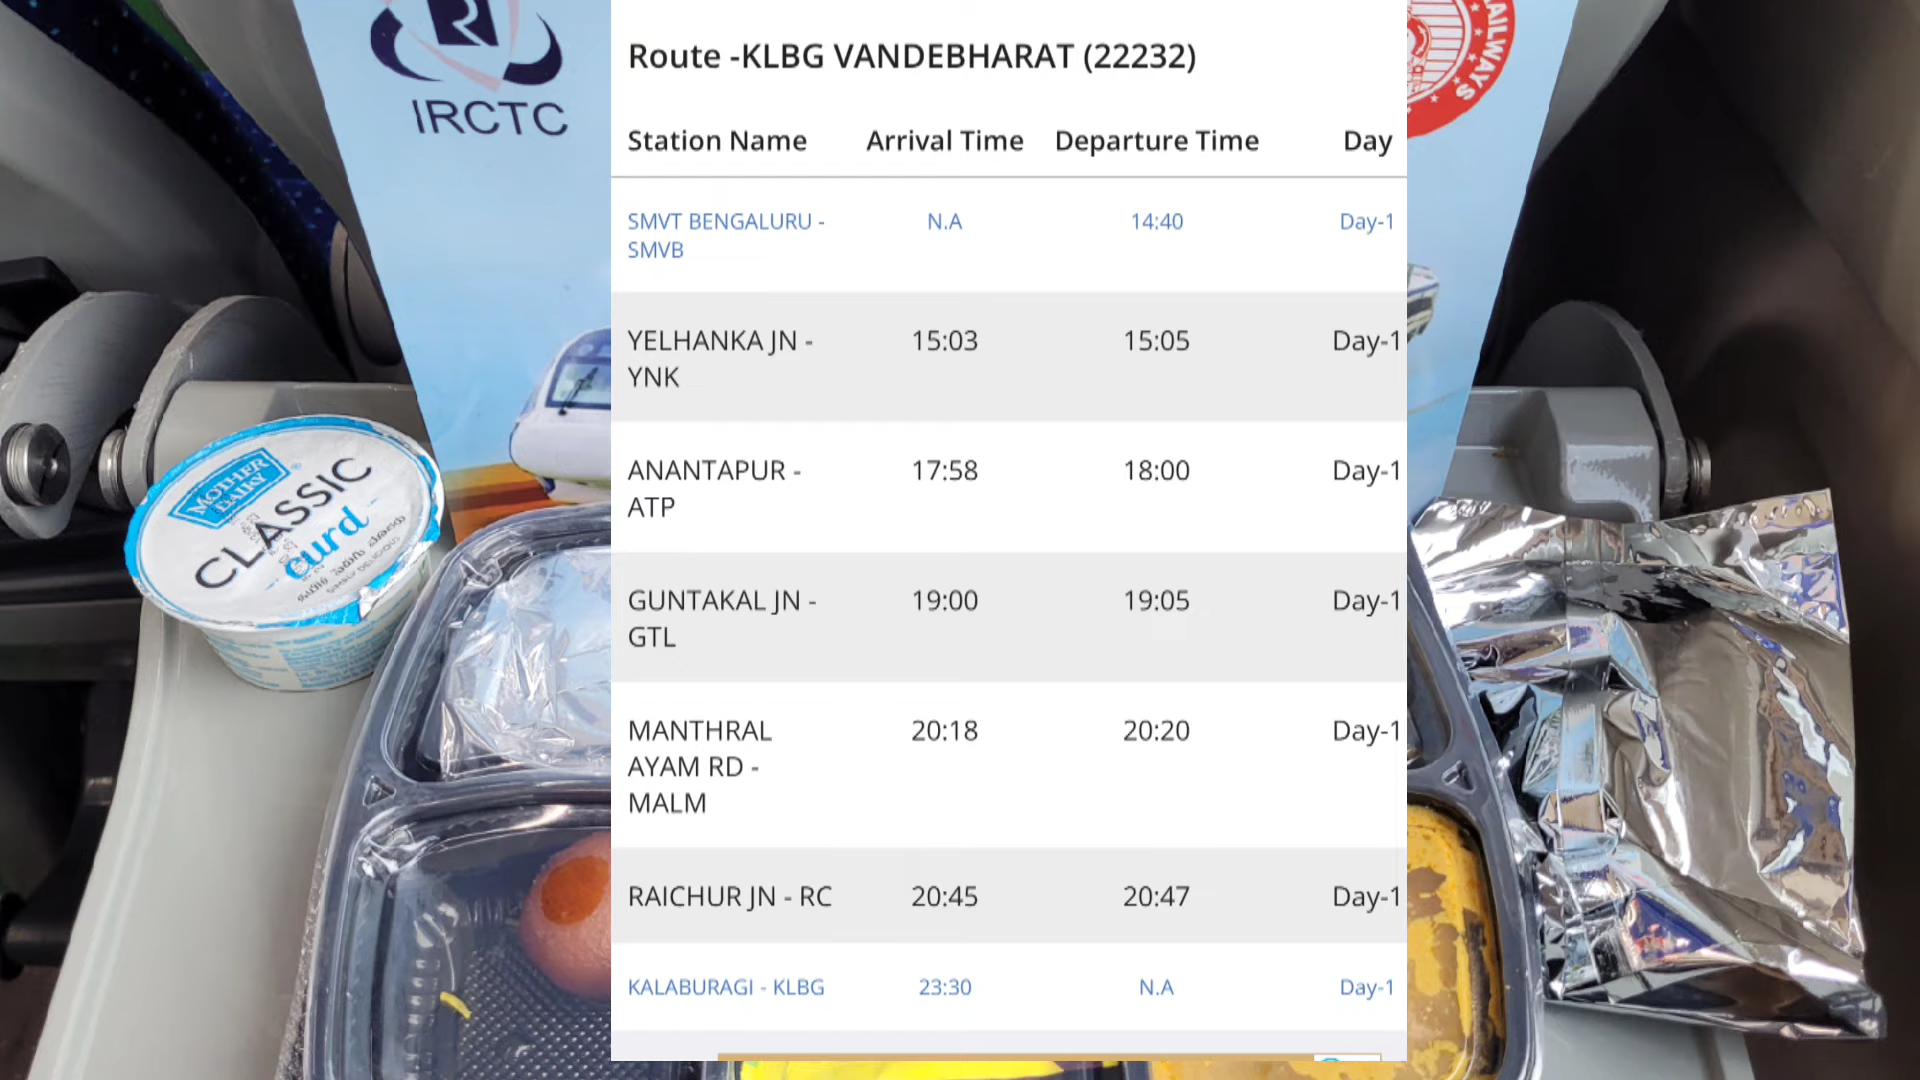 IRCTC
AILWAYS
Route -KLBG VANDEBHARAT (22232)
Station Name Arrival Time Departure Time Day
SMVT BENGALURU - N.A 14:40 Day-1
SMVB
YELHANKA JN - 15:03 15:05 Day-1
YNK
ANANTAPUR - 17:58 18:00 Day-1
ATP
GUNTAKAL JN - 19:00 19:05 Day-1
GTL
MANTHRAL 20:18 20:20 Day-1
AYAM RD -
MALM
RAICHUR JN - RC 20:45 20:47 Day-1
KALABURAGI - KLBG 23:30 N.A Day-1
MOTHER
DAIRY
CLASSIC
curd